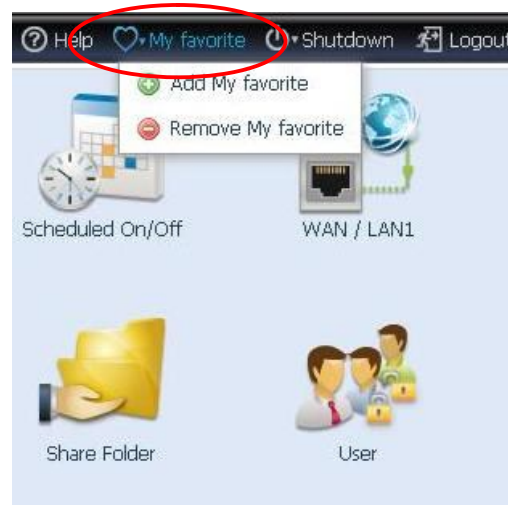 Help My favorite Shutdown Logout
Add My favorite
Remove My favorite
Scheduled On/Off WAN / LAN1
Share Folder User